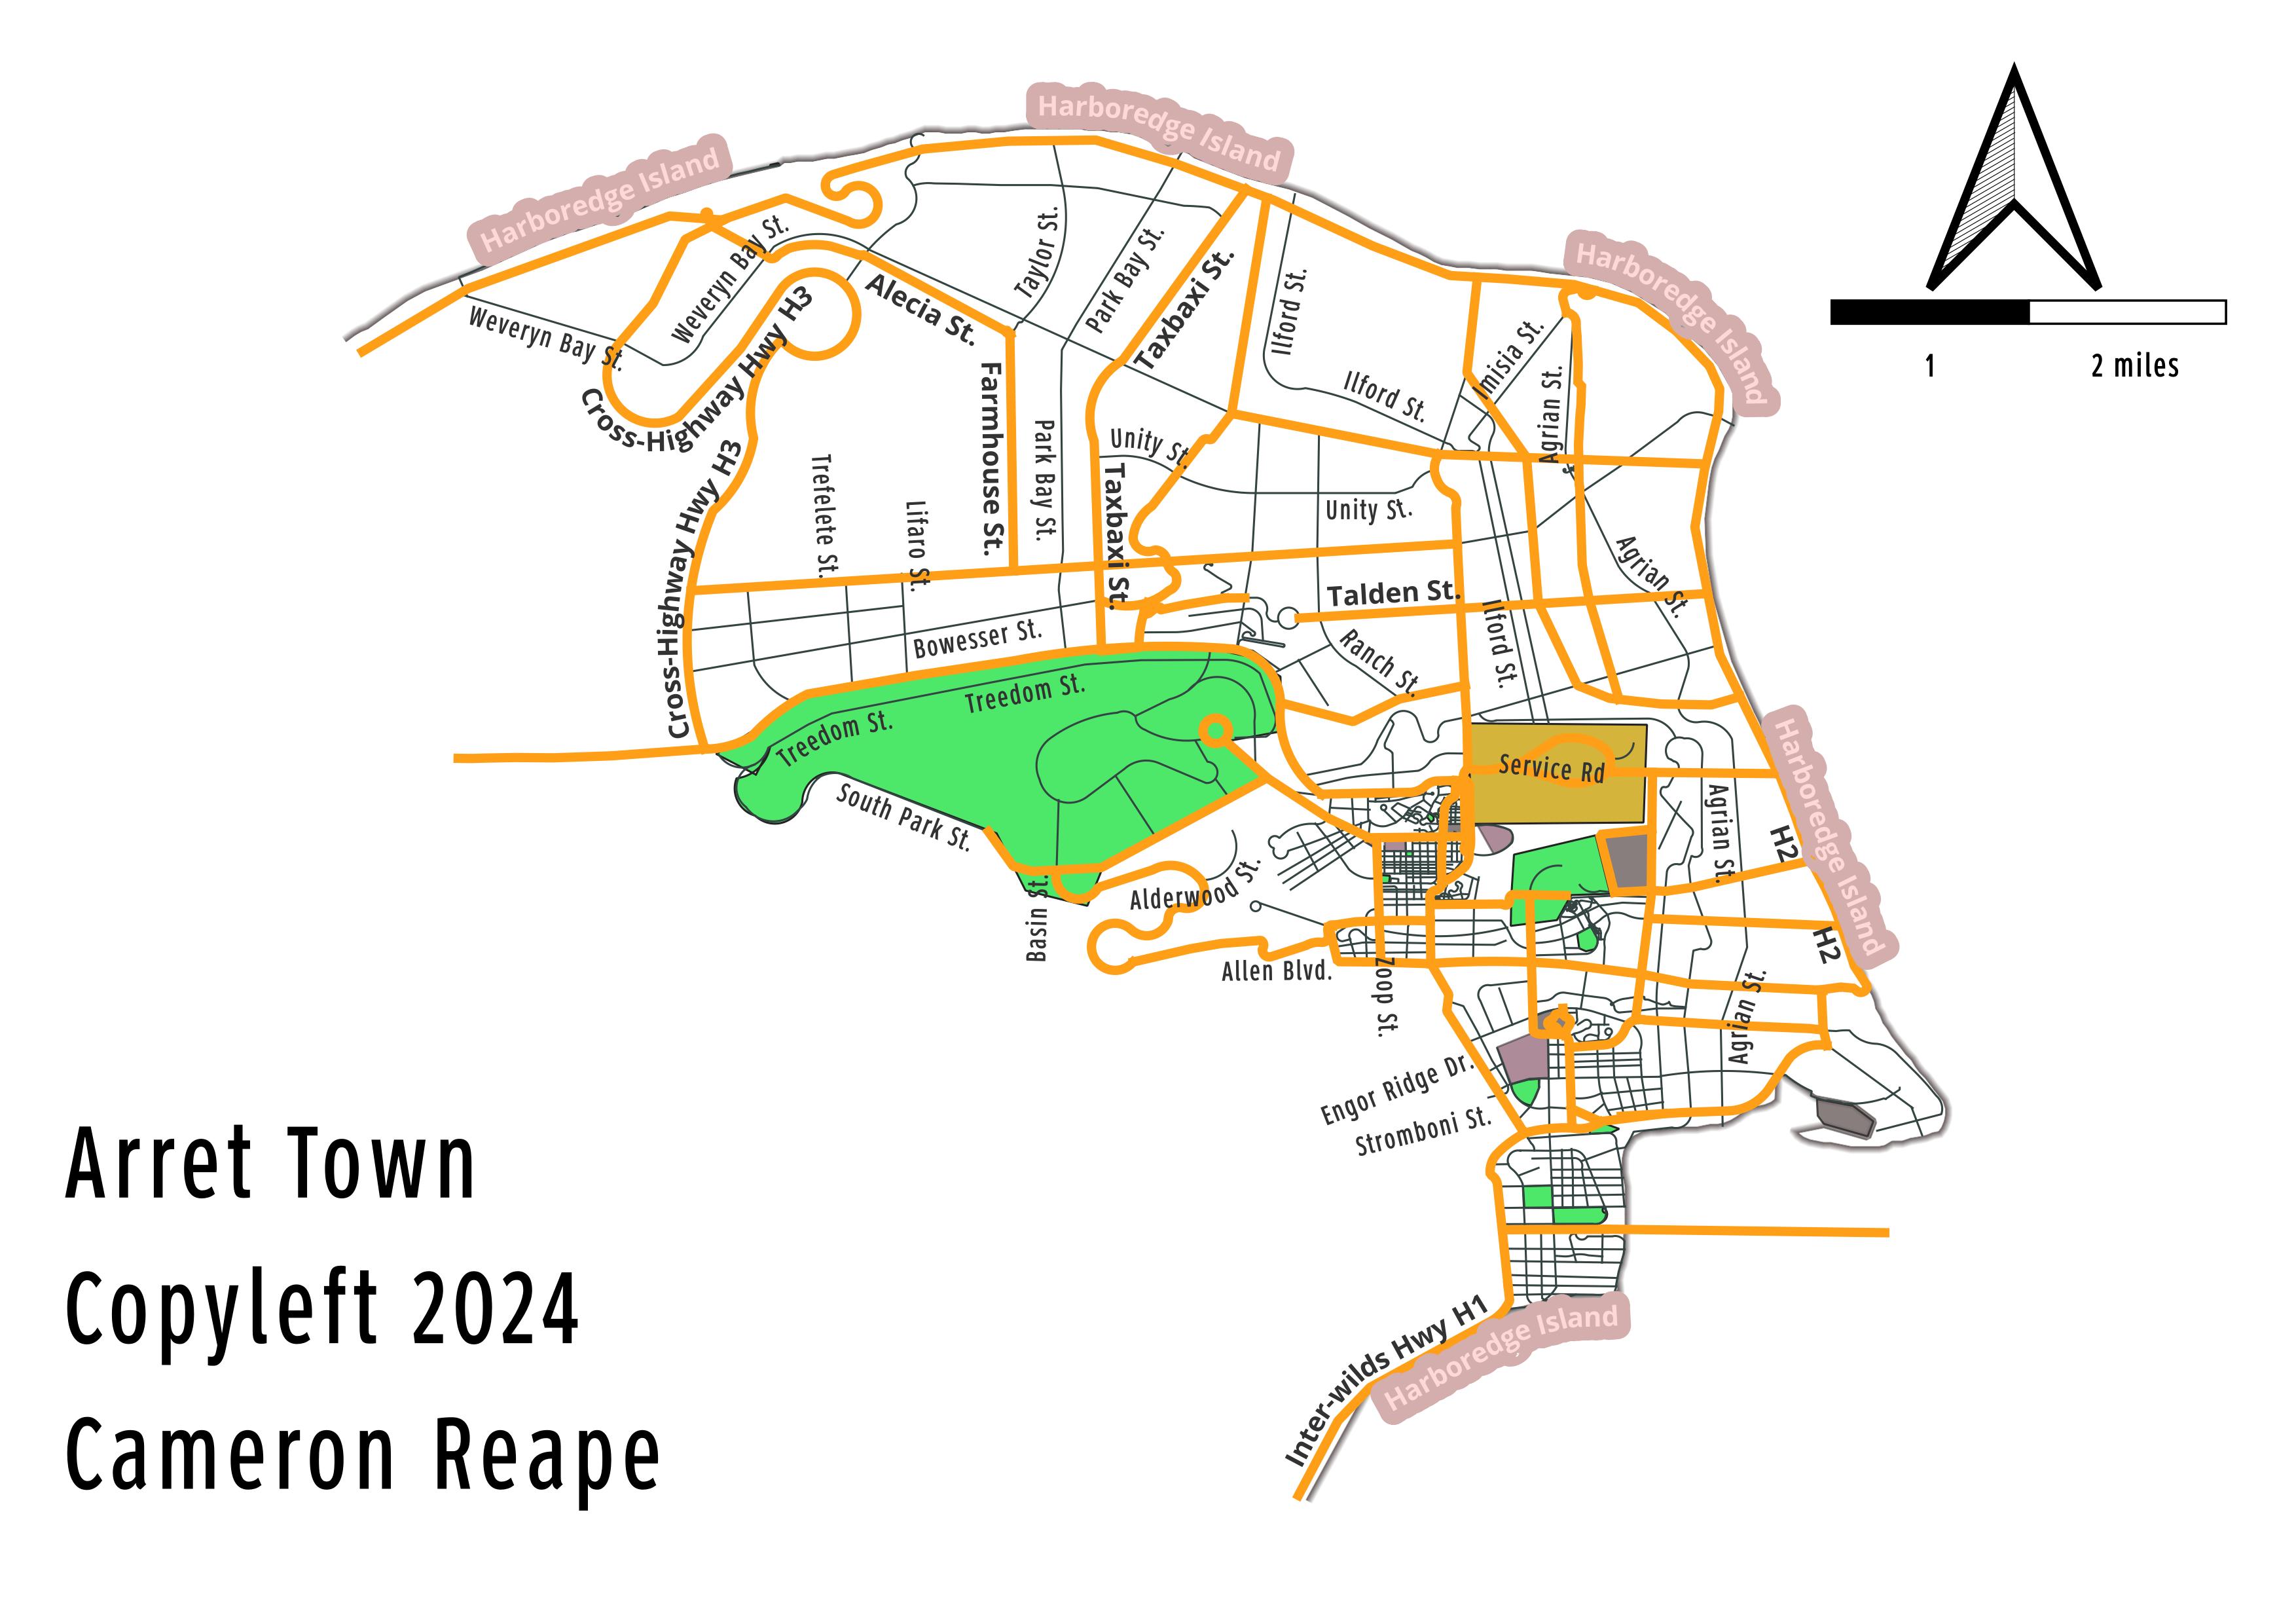 Harboredge Island
Harboredge Island
Harboredge Island
1
2 miles
Weveryn Bay St.
Weveryn Bay St.
Taylor St.
Park Bay St.
Taxbaxi St.
Ilford St.
Alecia St.
Cross-Highway Hwy H3
Imisia St.
Agrian St.
Ilford St.
Farmhouse St.
Park Bay St.
Unity St.
Unity St.
Cross-Highway Hwy H3
Trefelete St.
Lifaro St.
Taxbaxi St.
Talden St.
Agrian St.
Cross-Highway Hwy H3
Bowesser St.
Ranch St.
Ilford St.
Treedom St.
Treedom St.
Service Rd
Harboredge Island
South Park St.
Agrian St.
H2
Alderwood St.
Basin St.
H2
Allen Blvd.
Zoop St.
Agrian St.
Engor Ridge Dr.
Stromboni St.
Arret Town
Copyleft 2024
Cameron Reape
Inter-wilds Hwy H1
Harboredge Island